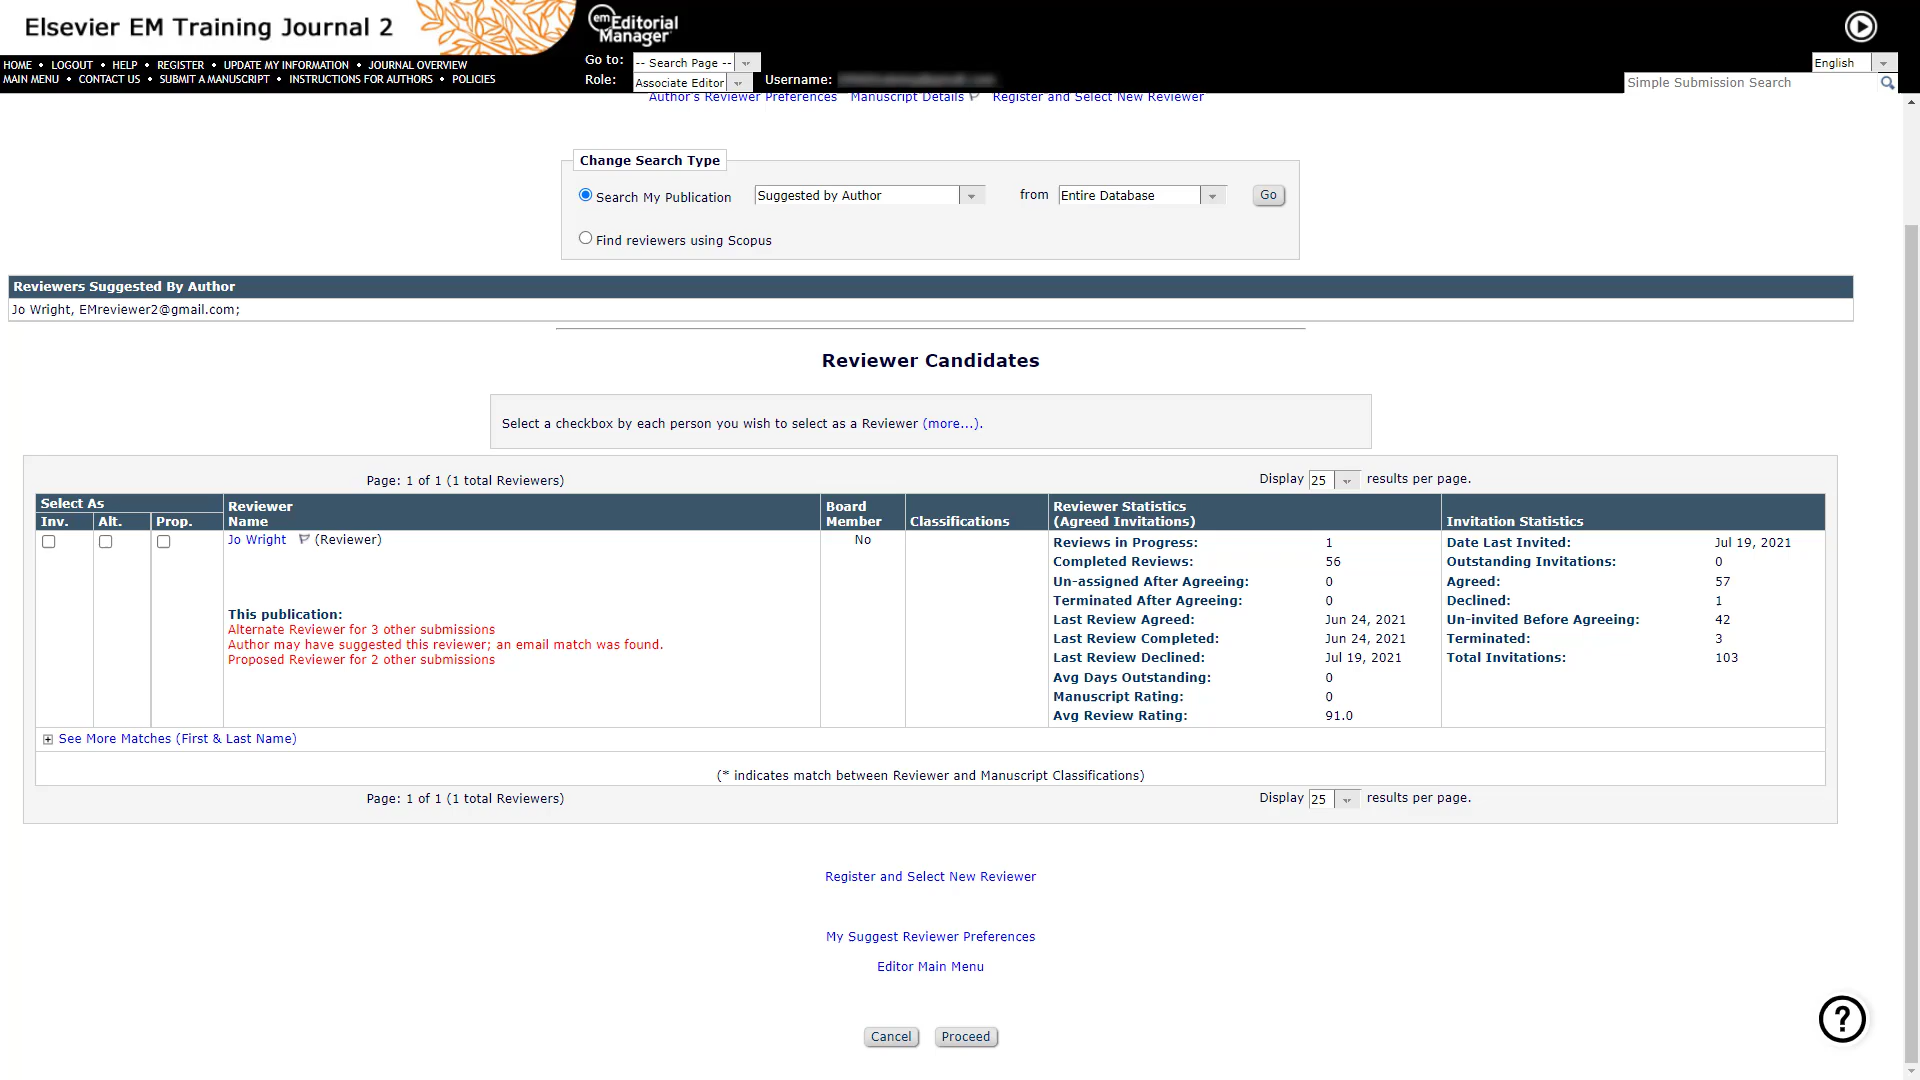 Elsevier EM Training Journal 2
em Editorial Manager
HOME • LOGOUT • HELP • REGISTER • UPDATE MY INFORMATION • JOURNAL OVERVIEW
MAIN MENU • CONTACT US • SUBMIT A MANUSCRIPT • INSTRUCTIONS FOR AUTHORS • POLICIES
Go to: -- Search Page --
Role: Associate Editor Username:
English
Simple Submission Search
Author's Reviewer Preferences Manuscript Details Register and Select New Reviewer
Change Search Type
Search My Publication Suggested by Author from Entire Database Go
Find reviewers using Scopus
Reviewers Suggested By Author
Jo Wright, EMreviewer2@gmail.com;
Reviewer Candidates
Select a checkbox by each person you wish to select as a Reviewer (more...).
Page: 1 of 1 (1 total Reviewers) Display 25 results per page.
Select As
Inv. Alt. Prop.
Reviewer Name
Board Member
Classifications
Reviewer Statistics (Agreed Invitations)
Invitation Statistics
Jo Wright (Reviewer)
This publication:
Alternate Reviewer for 3 other submissions
Author may have suggested this reviewer; an email match was found.
Proposed Reviewer for 2 other submissions
No
Reviews in Progress: 1
Completed Reviews: 56
Un-assigned After Agreeing: 0
Terminated After Agreeing: 0
Last Review Agreed: Jun 24, 2021
Last Review Completed: Jun 24, 2021
Last Review Declined: Jul 19, 2021
Avg Days Outstanding: 0
Manuscript Rating: 0
Avg Review Rating: 91.0
Date Last Invited: Jul 19, 2021
Outstanding Invitations: 0
Agreed: 57
Declined: 1
Un-invited Before Agreeing: 42
Terminated: 3
Total Invitations: 103
See More Matches (First & Last Name)
(* indicates match between Reviewer and Manuscript Classifications)
Page: 1 of 1 (1 total Reviewers) Display 25 results per page.
Register and Select New Reviewer
My Suggest Reviewer Preferences
Editor Main Menu
Cancel Proceed
?